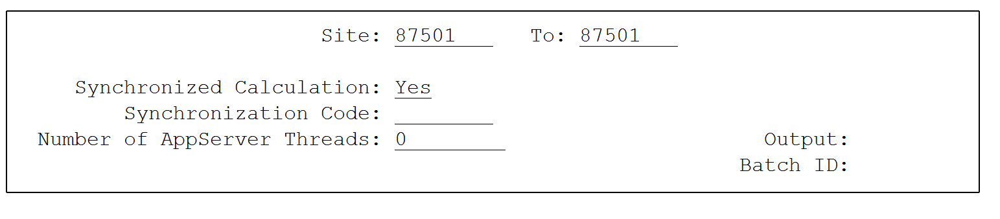 Site: 87501 To: 87501
Synchronized Calculation: Yes
Synchronization Code:
Number of AppServer Threads: 0 Output:
Batch ID: